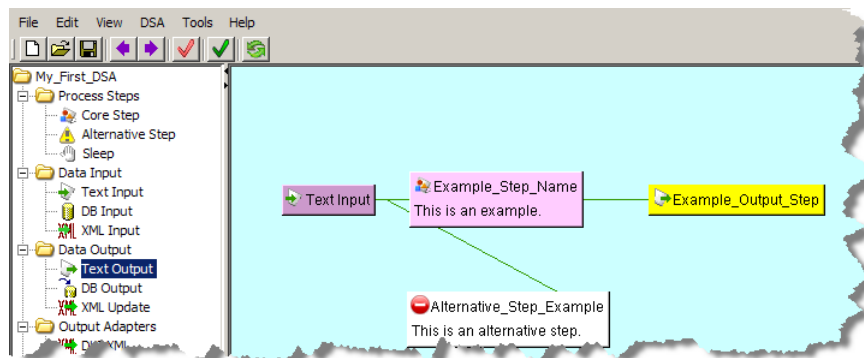 File Edit View DSA Tools Help
My_First_DSA
Process Steps
Core Step
Alternative Step
Sleep
Data Input
Text Input
DB Input
XML Input
Data Output
Text Output
DB Output
XML Update
Output Adapters
Text Input
Example_Step_Name
This is an example.
Example_Output_Step
Alternative_Step_Example
This is an alternative step.